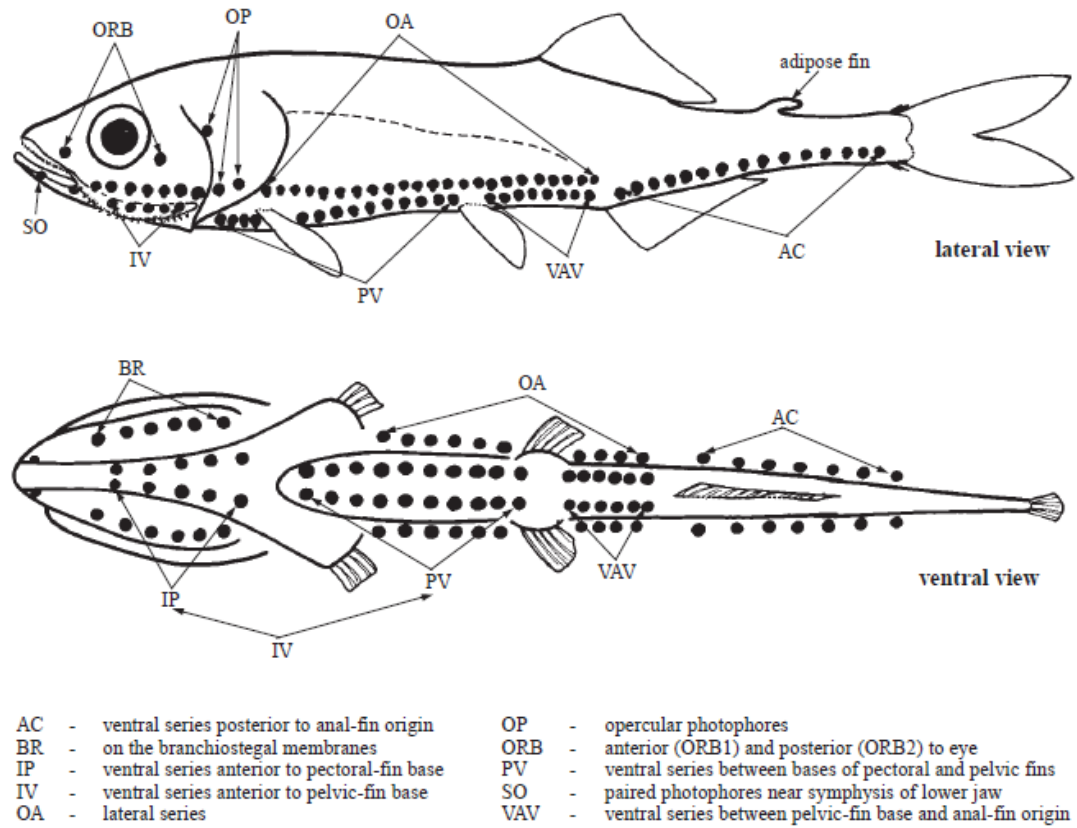 OP
ORB
OA
adipose fin
SO
IV
PV
VAV
AC
lateral view
BR
OA
AC
IP
PV
VAV
ventral view
IV
AC - ventral series posterior to anal-fin origin
BR - on the branchiostegal membranes
IP - ventral series anterior to pectoral-fin base
IV - ventral series anterior to pelvic-fin base
OA - lateral series
OP - opercular photophores
ORB - anterior (ORB1) and posterior (ORB2) to eye
PV - ventral series between bases of pectoral and pelvic fins
SO - paired photophores near symphysis of lower jaw
VAV - ventral series between pelvic-fin base and anal-fin origin